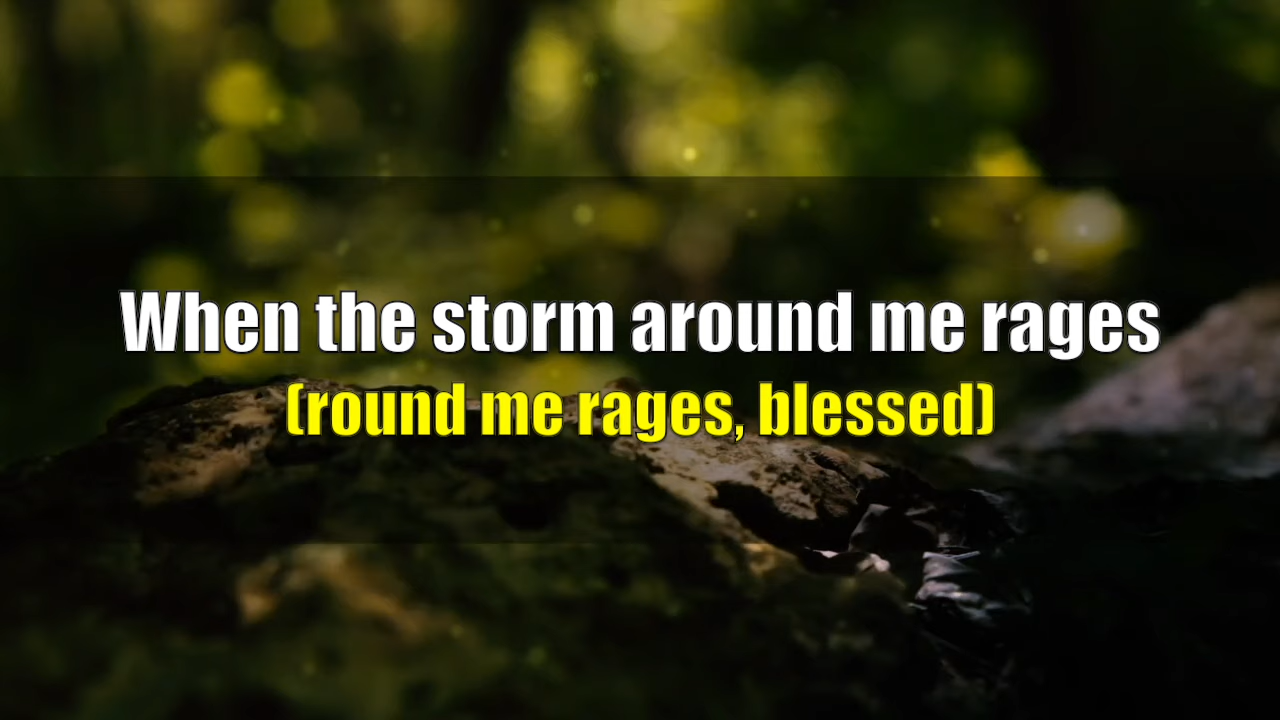 When the storm around me rages
(round me rages, blessed)